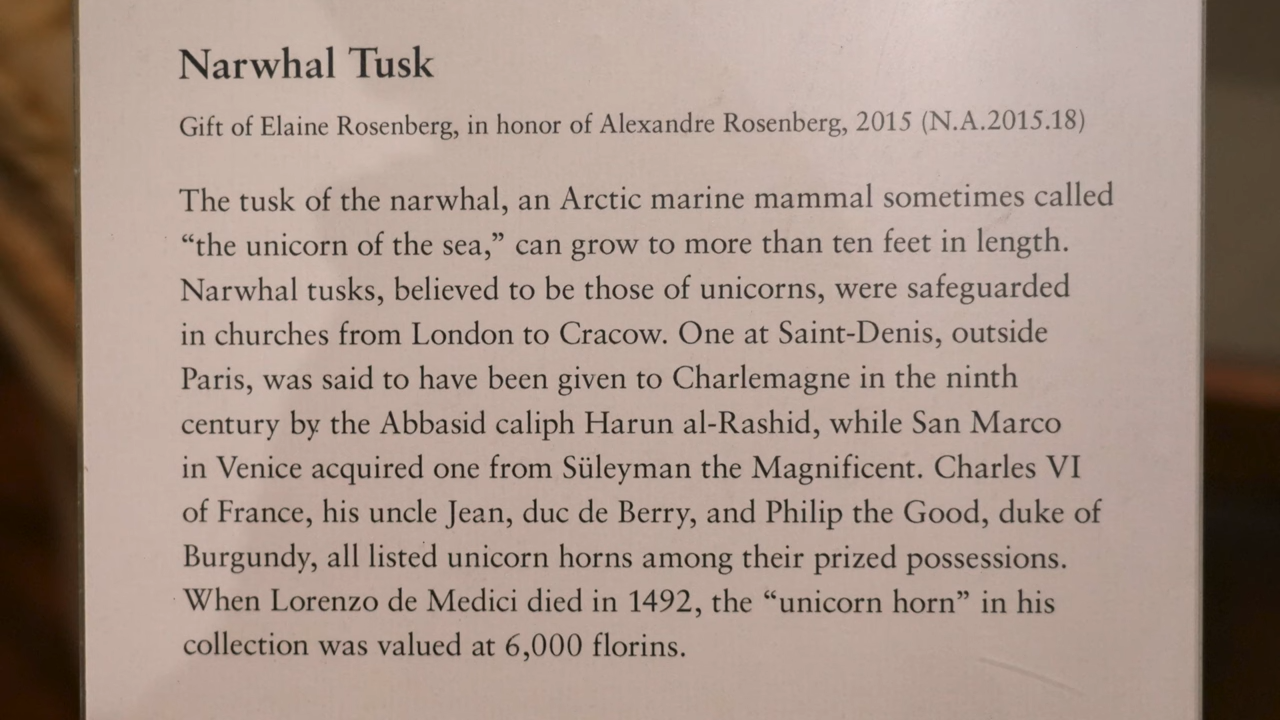 Narwhal Tusk
Gift of Elaine Rosenberg, in honor of Alexandre Rosenberg, 2015 (N.A.2015.18)
The tusk of the narwhal, an Arctic marine mammal sometimes called
“the unicorn of the sea,” can grow to more than ten feet in length.
Narwhal tusks, believed to be those of unicorns, were safeguarded
in churches from London to Cracow. One at Saint-Denis, outside
Paris, was said to have been given to Charlemagne in the ninth
century by the Abbasid caliph Harun al-Rashid, while San Marco
in Venice acquired one from Süleyman the Magnificent. Charles VI
of France, his uncle Jean, duc de Berry, and Philip the Good, duke of
Burgundy, all listed unicorn horns among their prized possessions.
When Lorenzo de Medici died in 1492, the “unicorn horn” in his
collection was valued at 6,000 florins.